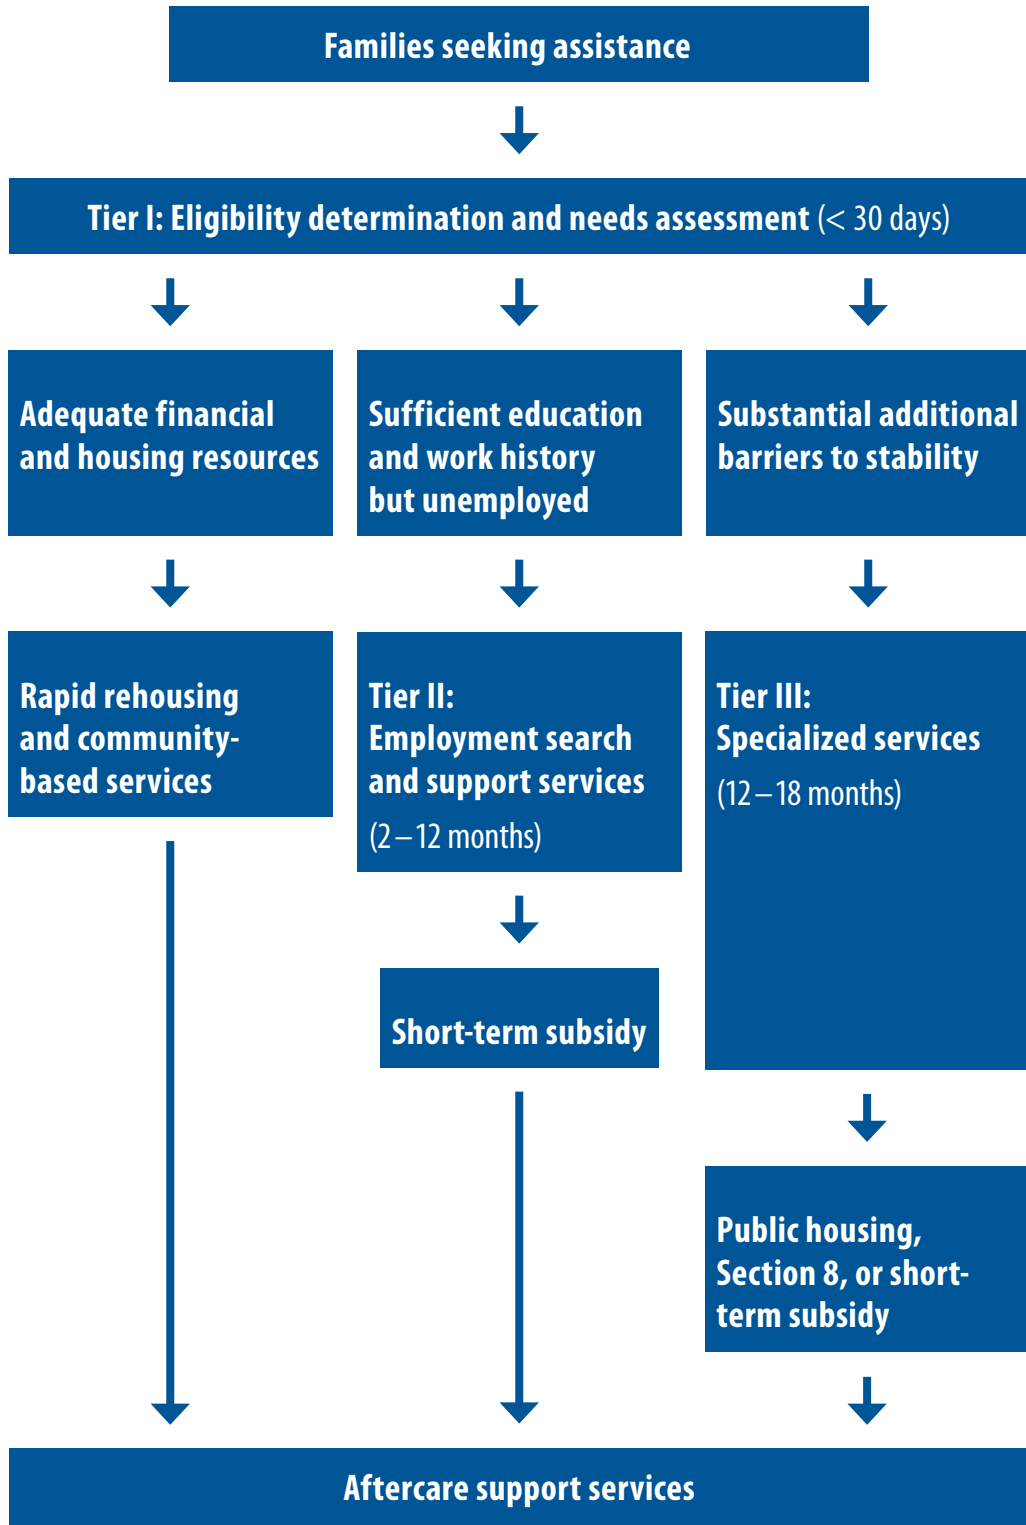 Families seeking assistance
Tier I: Eligibility determination and needs assessment (< 30 days)
Adequate financial
and housing resources
Sufficient education
and work history
but unemployed
Substantial additional
barriers to stability
Rapid rehousing
and community-
based services
Tier II:
Employment search
and support services
(2–12 months)
Tier III:
Specialized services
(12–18 months)
Short-term subsidy
Public housing,
Section 8, or short-
term subsidy
Aftercare support services